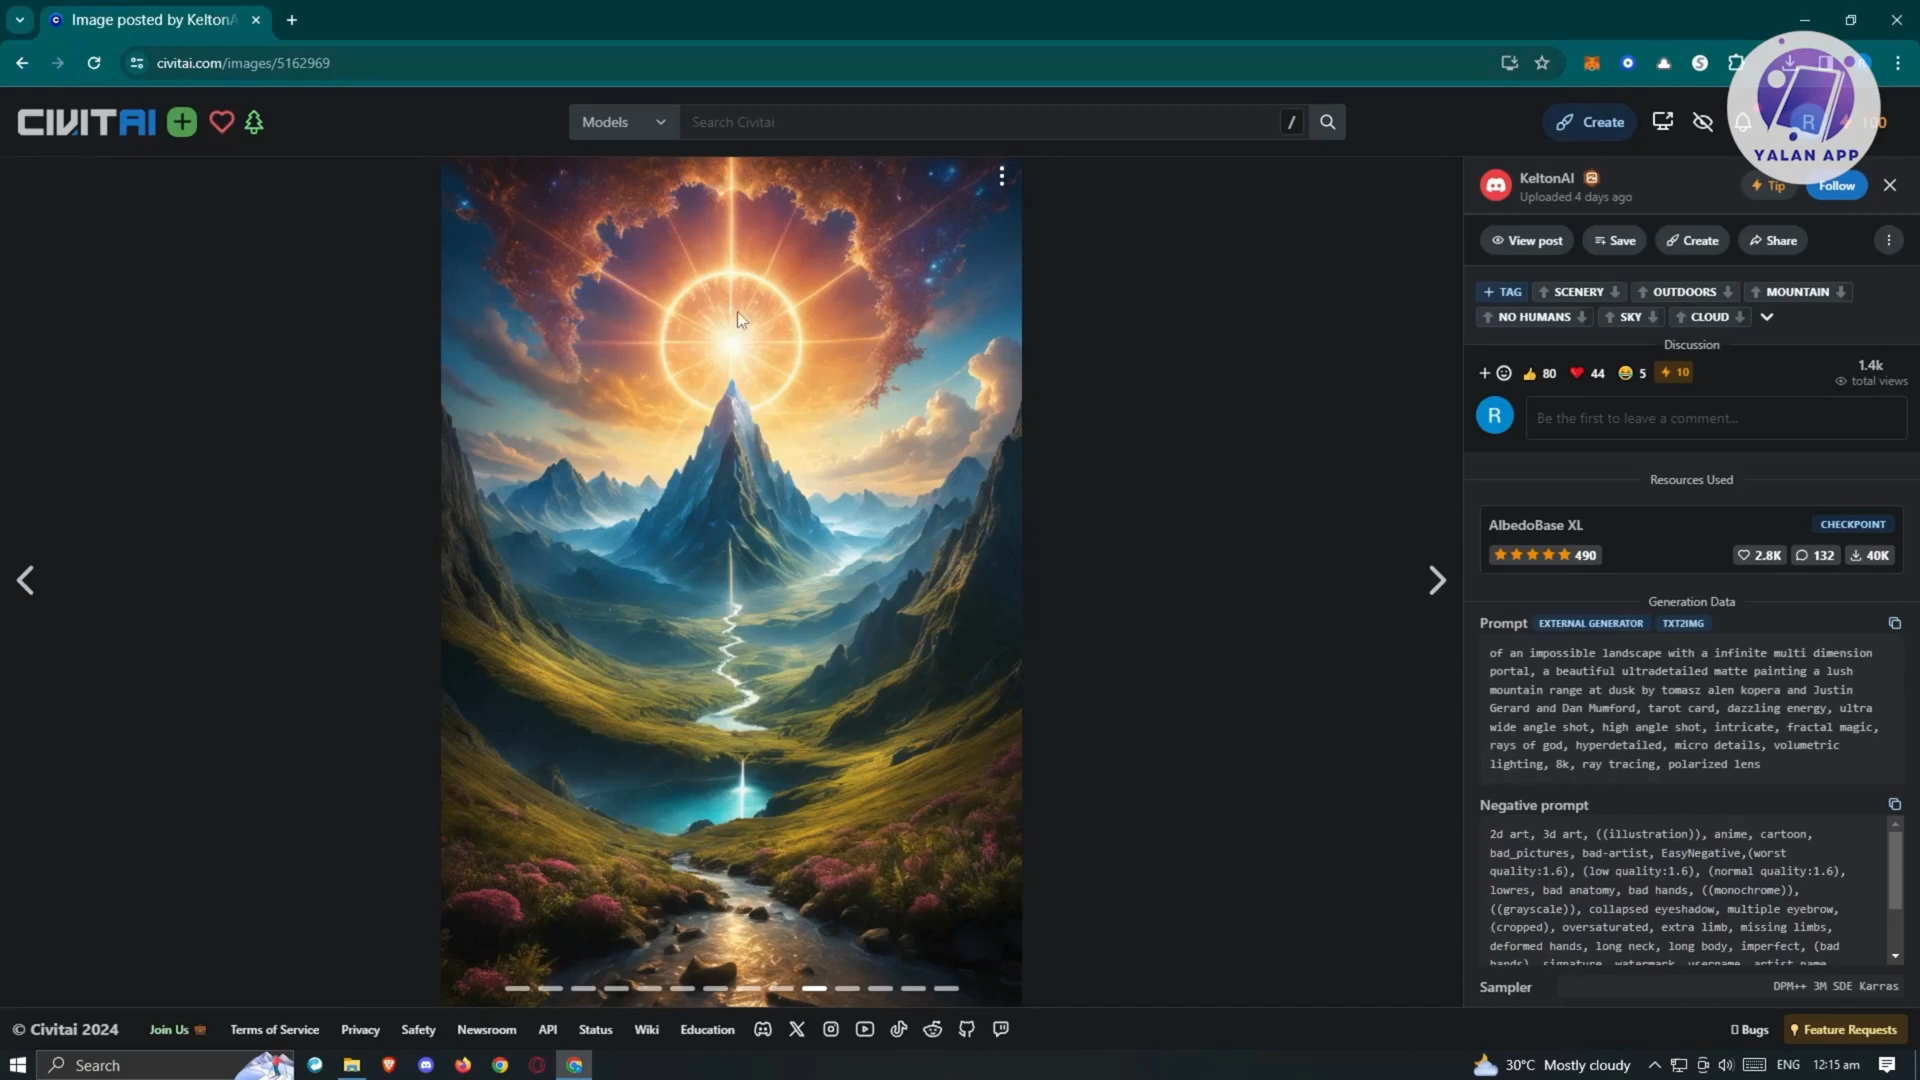 Image posted by KeltonA
civitai.com/images/5162969
CIVITAI
Models
Search Civitai
/
Create
R
100
YALAN APP
KeltonAI
Uploaded 4 days ago
Tip
Follow
View post
Save
Create
Share
+ TAG
SCENERY
OUTDOORS
MOUNTAIN
NO HUMANS
SKY
CLOUD
Discussion
80
44
5
10
1.4k
total views
R
Be the first to leave a comment...
Resources Used
AlbedoBase XL
CHECKPOINT
490
2.8K
132
40K
Generation Data
Prompt EXTERNAL GENERATOR TXT2IMG
of an impossible landscape with a infinite multi dimension
portal, a beautiful ultradetailed matte painting a lush
mountain range at dusk by tomasz alen kopera and Justin
Gerard and Dan Mumford, tarot card, dazzling energy, ultra
wide angle shot, high angle shot, intricate, fractal magic,
rays of god, hyperdetailed, micro details, volumetric
lighting, 8k, ray tracing, polarized lens
Negative prompt
2d art, 3d art, ((illustration)), anime, cartoon,
bad_pictures, bad-artist, EasyNegative,(worst
quality:1.6), (low quality:1.6), (normal quality:1.6),
lowres, bad anatomy, bad hands, ((monochrome)),
((grayscale)), collapsed eyeshadow, multiple eyebrow,
(cropped), oversaturated, extra limb, missing limbs,
deformed hands, long neck, long body, imperfect, (bad
hands), signature, watermark, username, artist name,
Sampler
DPM++ 3M SDE Karras
© Civitai 2024
Join Us
Terms of Service
Privacy
Safety
Newsroom
API
Status
Wiki
Education
Bugs
Feature Requests
Search
30°C Mostly cloudy
ENG
12:15 am